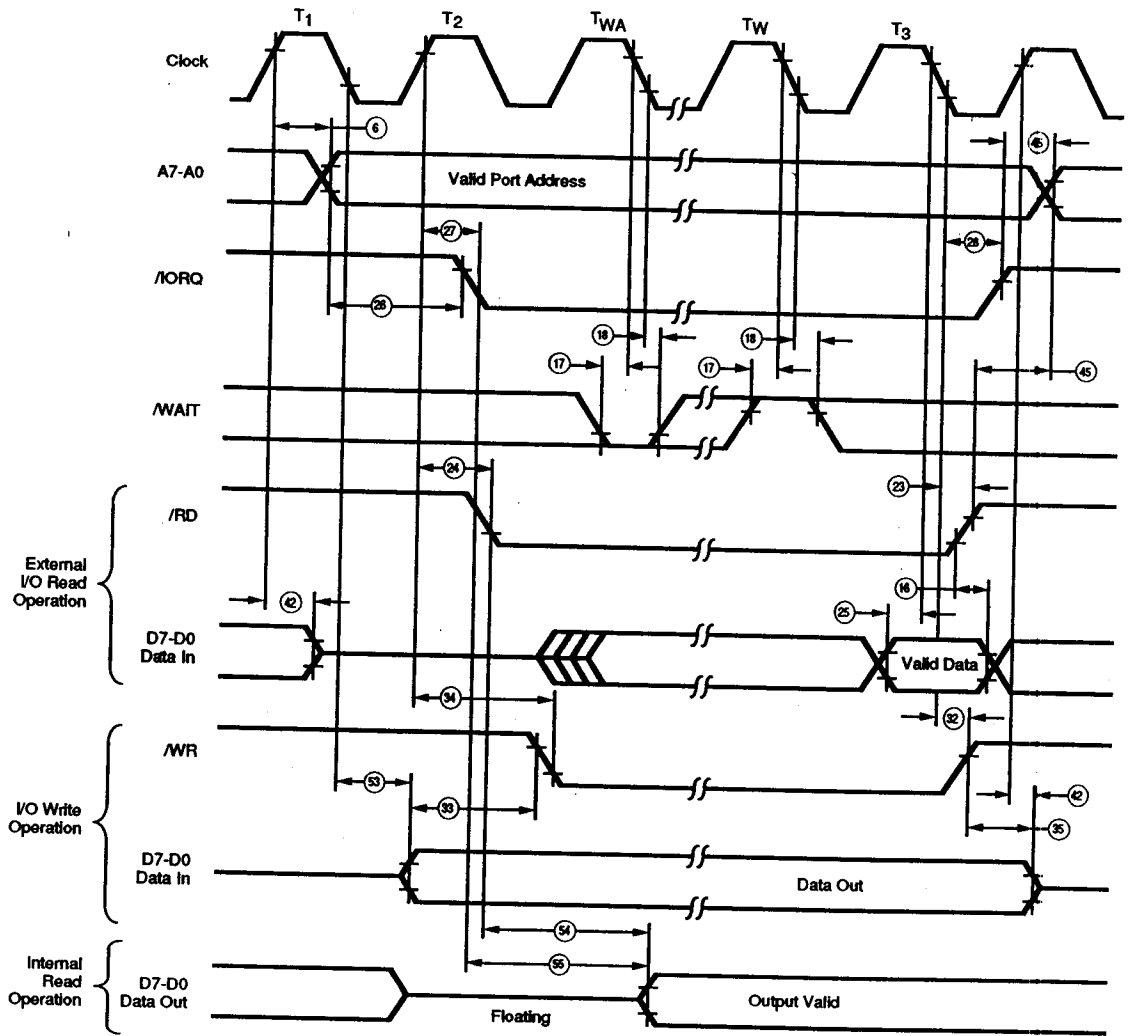 T1 T2 TWA TW T3
Clock
6
A7-A0
Valid Port Address
45
27
28
/IORQ
26
18
18
17
17
45
/WAIT
24
23
/RD
External
I/O Read
Operation
16
42
25
D7-D0
Data In
Valid Data
34
32
/WR
53
33
42
35
I/O Write
Operation
D7-D0
Data In
Data Out
54
55
Internal
Read
Operation
D7-D0
Data Out
Floating
Output Valid